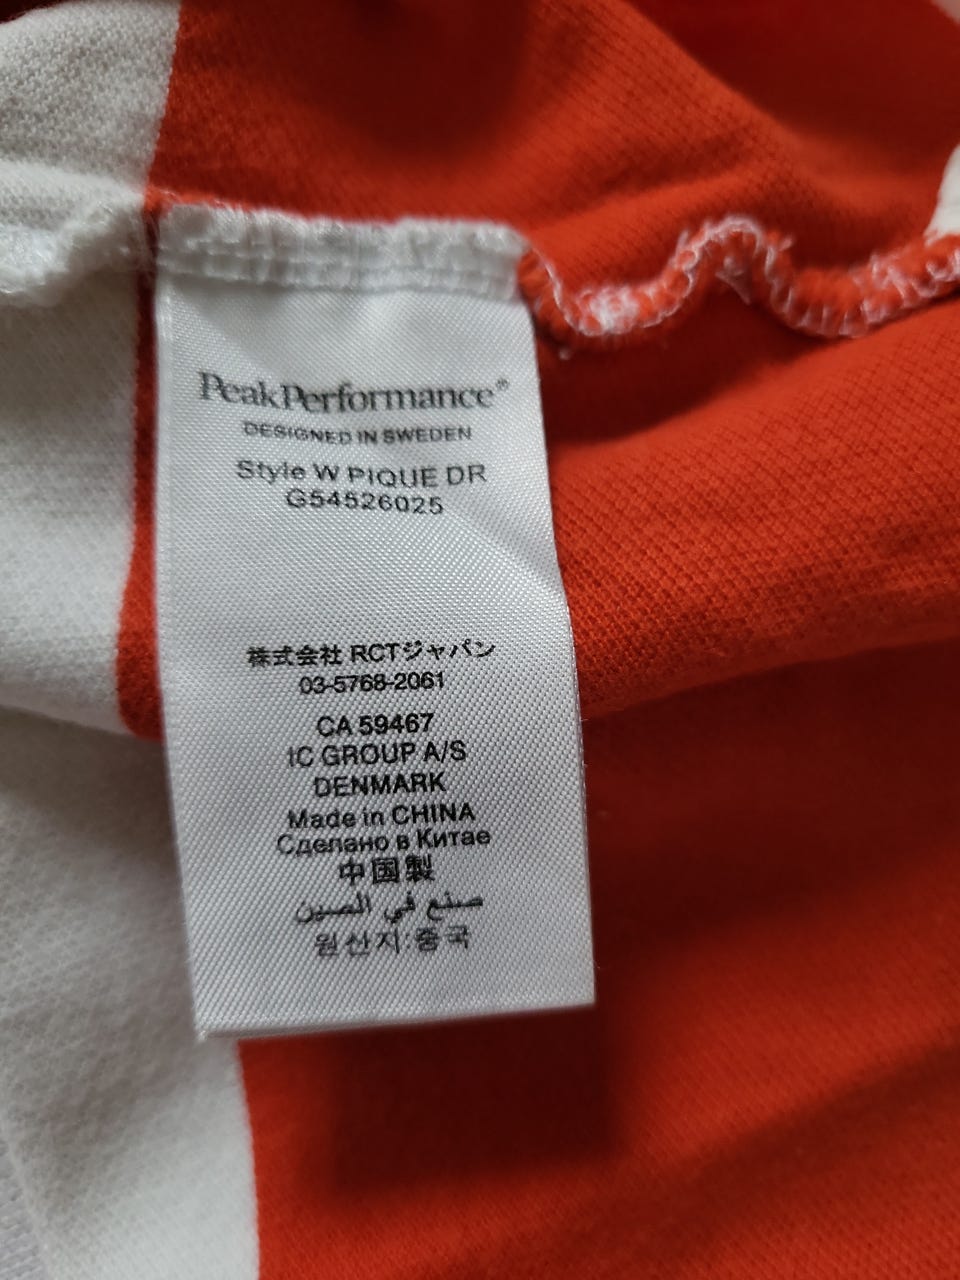 PeakPerformance®
DESIGNED IN SWEDEN
Style W PIQUE DR
G54526025
株式会社 RCTジャパン
03-5768-2061
CA 59467
IC GROUP A/S
DENMARK
Made in CHINA
Сделано в Китае
中国製
صنع في الصين
원산지:중국